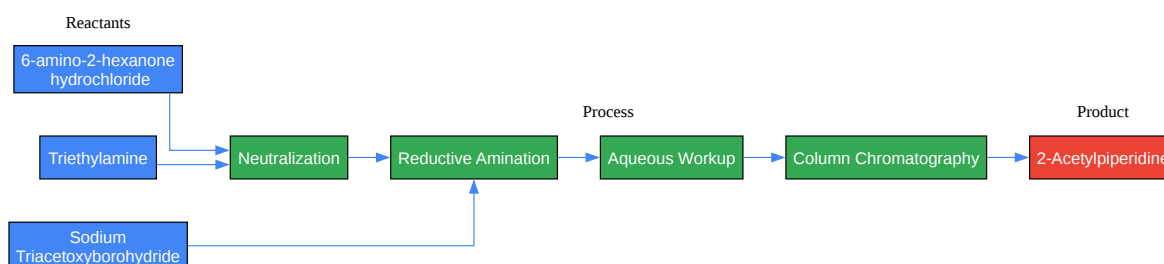 Reactants
6-amino-2-hexanone
hydrochloride
Process
Product
Triethylamine
Neutralization
Reductive Amination
Aqueous Workup
Column Chromatography
2-Acetylpiperidine
Sodium
Triacetoxyborohydride